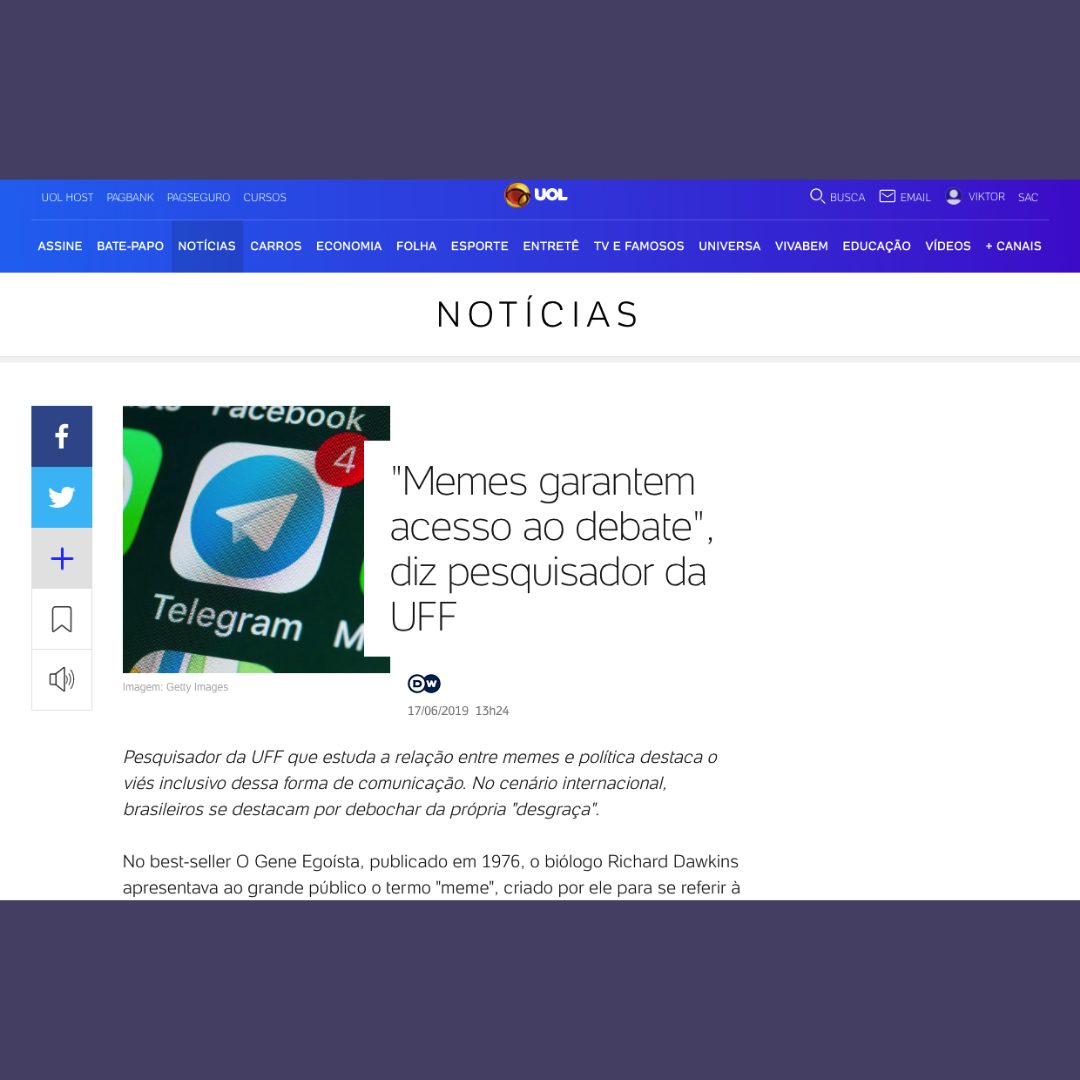 UOL HOST PAGBANK PAGSEGURO CURSOS UOL BUSCA EMAIL VIKTOR SAC
ASSINE BATE-PAPO NOTÍCIAS CARROS ECONOMIA FOLHA ESPORTE ENTRETÊ TV E FAMOSOS UNIVERSA VIVABEM EDUCAÇÃO VÍDEOS + CANAIS
NOTÍCIAS
Facebook
4
Telegram
"Memes garantem
acesso ao debate",
diz pesquisador da
UFF
Imagem: Getty Images
DW
17/06/2019 13h24
Pesquisador da UFF que estuda a relação entre memes e política destaca o
viés inclusivo dessa forma de comunicação. No cenário internacional,
brasileiros se destacam por debochar da própria "desgraça".
No best-seller O Gene Egoísta, publicado em 1976, o biólogo Richard Dawkins
apresentava ao grande público o termo "meme", criado por ele para se referir à